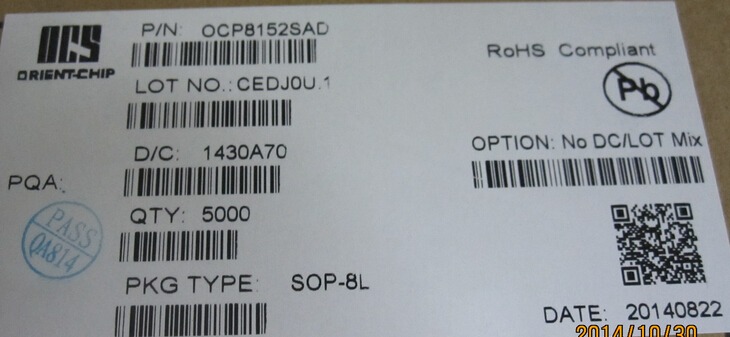 OCS
ORIENT-CHIP
P/N: OCP8152SAD
LOT NO.:CEDJ0U.1
D/C: 1430A70
QTY: 5000
PKG TYPE: SOP-8L
PQA:
PASS
QA814
RoHS Compliant
Pb
OPTION: No DC/LOT Mix
DATE: 20140822
2014/10/30